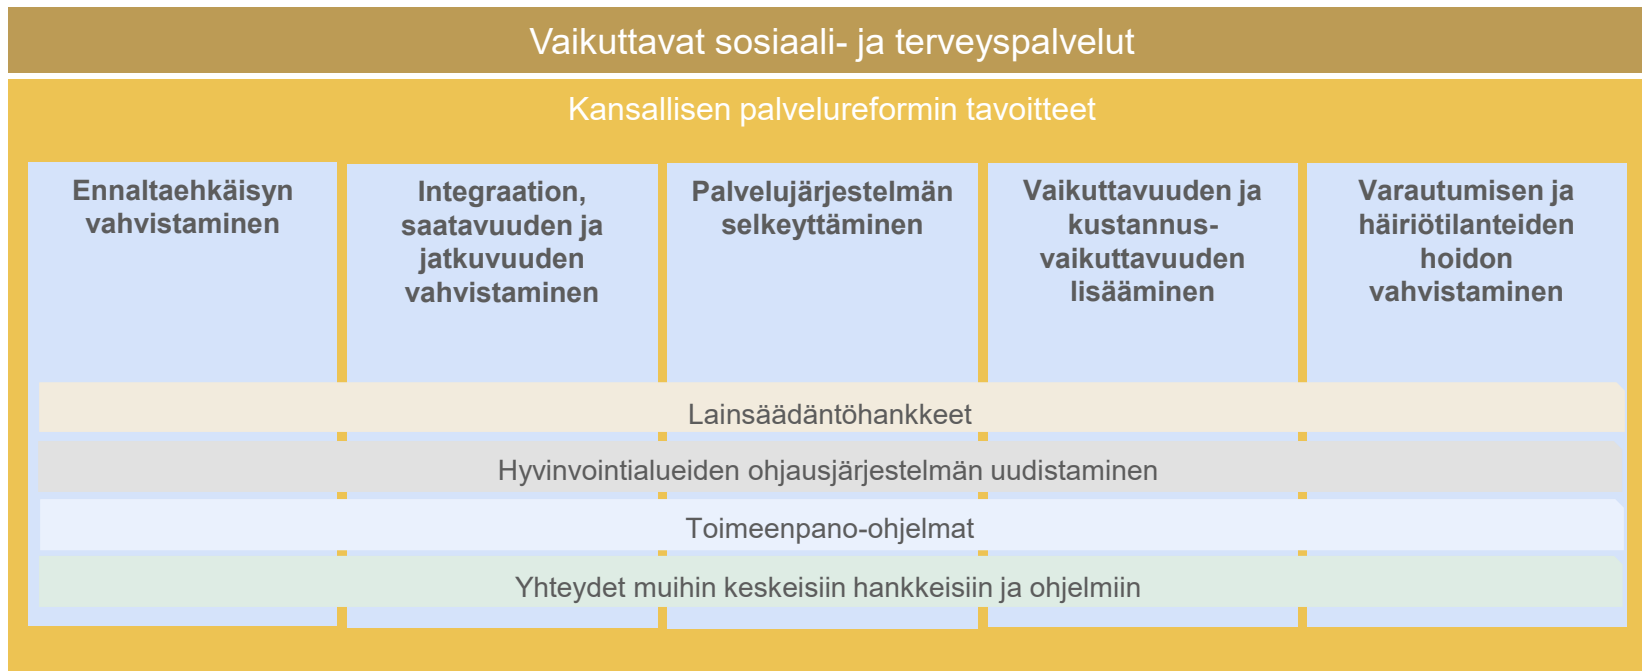 Vaikuttavat sosiaali- ja terveyspalvelut
Kansallisen palvelureformin tavoitteet
Ennaltaehkäisyn
vahvistaminen
Integraation,
saatavuuden ja
jatkuvuuden
vahvistaminen
Palvelujärjestelmän
selkeyttäminen
Vaikuttavuuden ja
kustannus-
vaikuttavuuden
lisääminen
Varautumisen ja
häiriötilanteiden
hoidon
vahvistaminen
Lainsäädäntöhankkeet
Hyvinvointialueiden ohjausjärjestelmän uudistaminen
Toimeenpano-ohjelmat
Yhteydet muihin keskeisiin hankkeisiin ja ohjelmiin